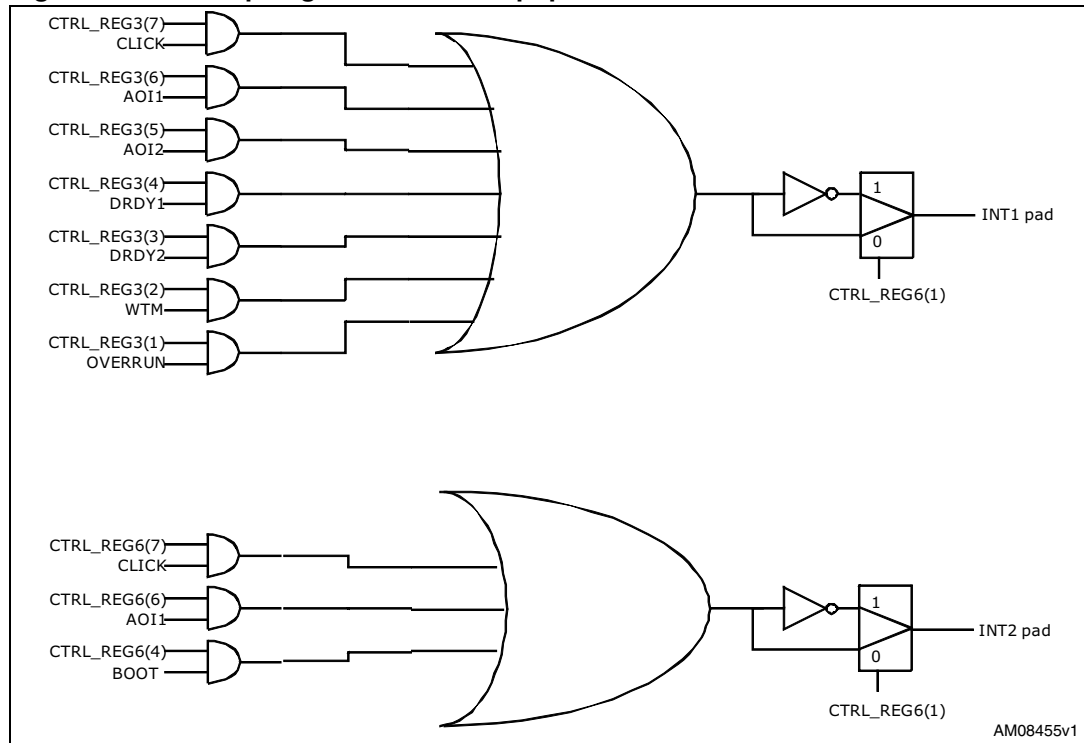 CTRL_REG3(7)
CLICK
CTRL_REG3(6)
AOI1
CTRL_REG3(5)
AOI2
CTRL_REG3(4)
DRDY1
CTRL_REG3(3)
DRDY2
CTRL_REG3(2)
WTM
CTRL_REG3(1)
OVERRUN
1
0
INT1 pad
CTRL_REG6(1)
CTRL_REG6(7)
CLICK
CTRL_REG6(6)
AOI1
CTRL_REG6(4)
BOOT
1
0
INT2 pad
CTRL_REG6(1)
AM08455v1